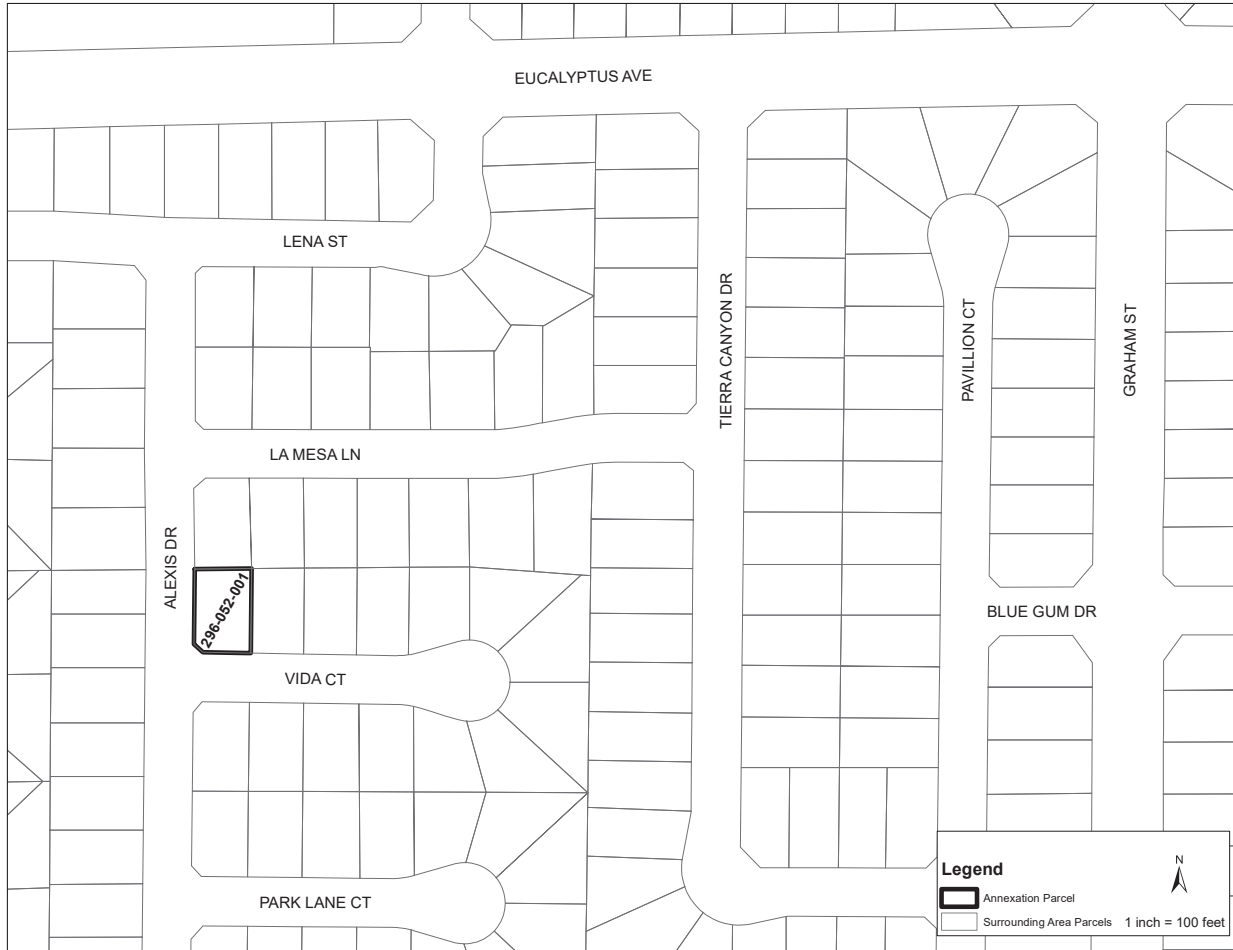 EUCALYPTUS AVE
LENA ST
TIERRA CANYON DR
PAVILLION CT
GRAHAM ST
LA MESA LN
ALEXIS DR
296-052-001
BLUE GUM DR
VIDA CT
PARK LANE CT
Legend
N
Annexation Parcel
Surrounding Area Parcels
1 inch = 100 feet